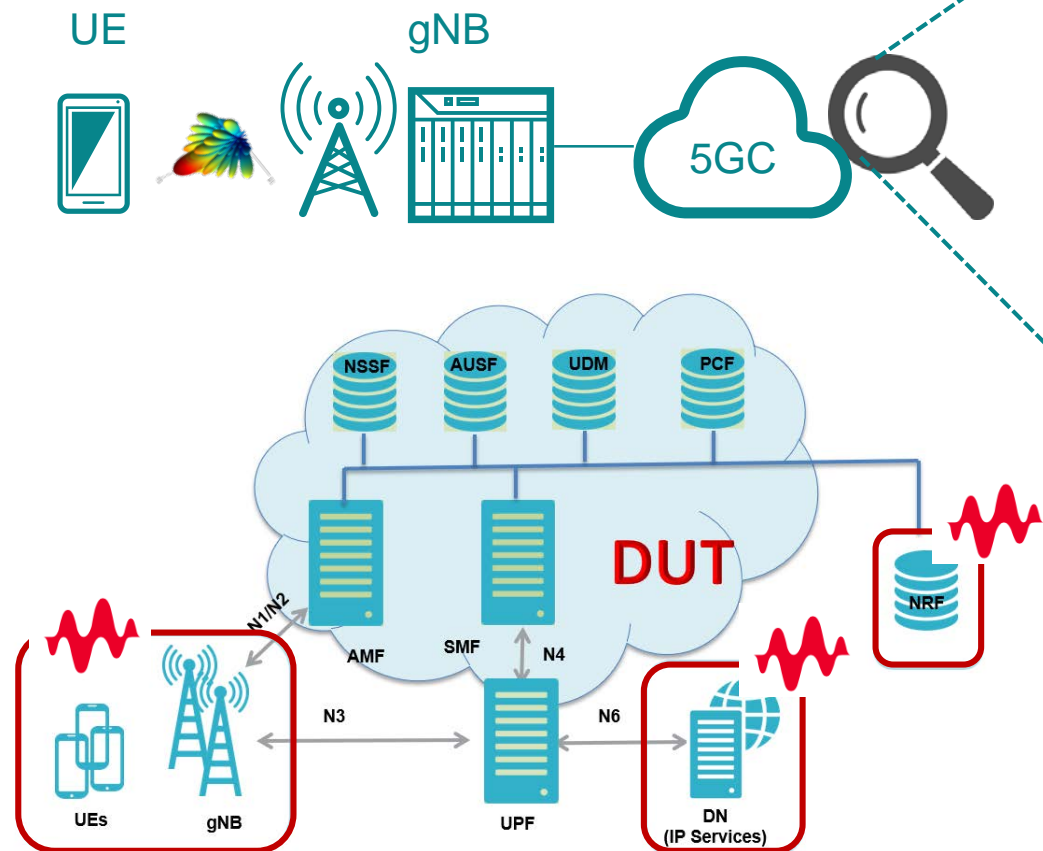 UE
gNB
5GC
NSSF
AUSF
UDM
PCF
DUT
NRF
N1/N2
AMF
SMF
N4
N3
N6
UEs
gNB
UPF
DN
(IP Services)